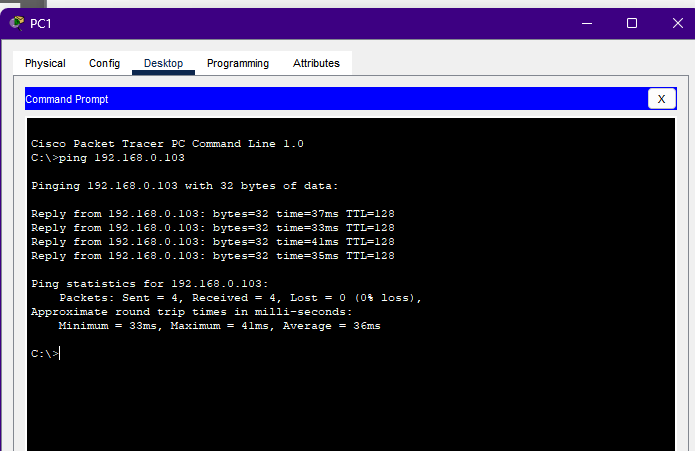 PC1
Physical Config Desktop Programming Attributes
Command Prompt X
Cisco Packet Tracer PC Command Line 1.0
C:\>ping 192.168.0.103
Pinging 192.168.0.103 with 32 bytes of data:
Reply from 192.168.0.103: bytes=32 time=37ms TTL=128
Reply from 192.168.0.103: bytes=32 time=33ms TTL=128
Reply from 192.168.0.103: bytes=32 time=41ms TTL=128
Reply from 192.168.0.103: bytes=32 time=35ms TTL=128
Ping statistics for 192.168.0.103:
Packets: Sent = 4, Received = 4, Lost = 0 (0% loss),
Approximate round trip times in milli-seconds:
Minimum = 33ms, Maximum = 41ms, Average = 36ms
C:\>